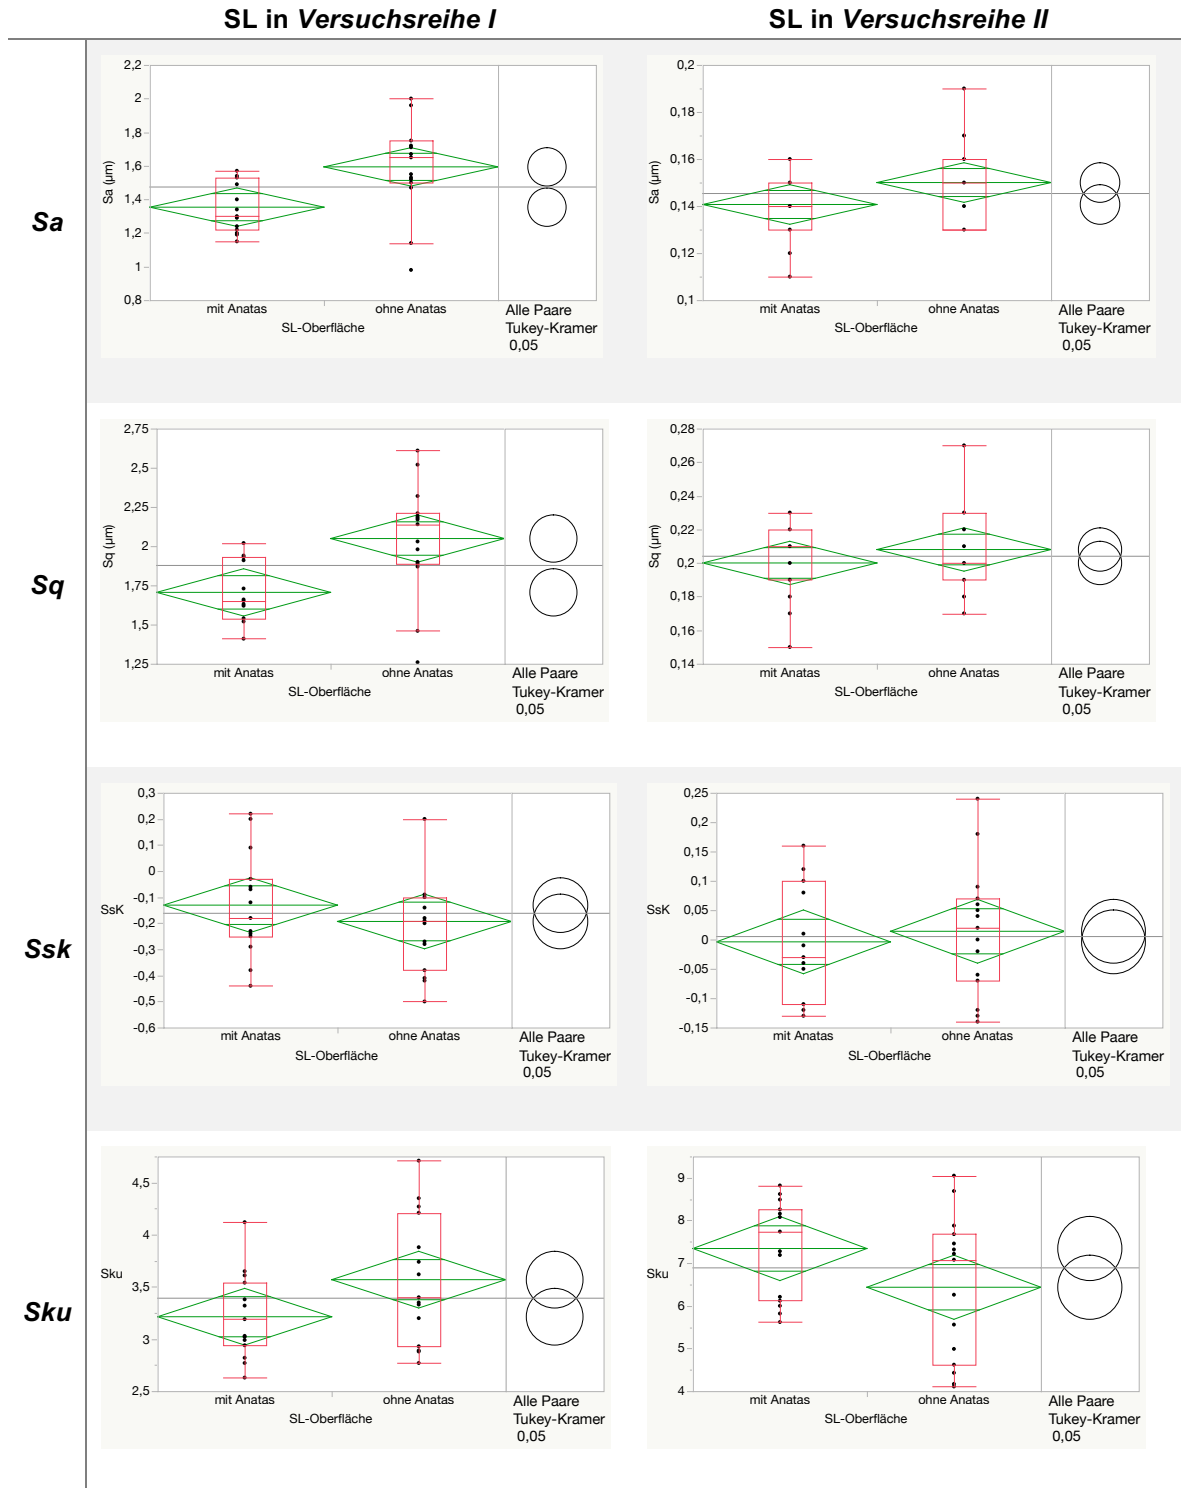 SL in Versuchsreihe I
SL in Versuchsreihe II
Sa
2,2
2
1,8
1,6
1,4
1,2
1
0,8
Sa (µm)
mit Anatas
ohne Anatas
SL-Oberfläche
Alle Paare
Tukey-Kramer
0,05
0,2
0,18
0,16
0,14
0,12
0,1
Sa (µm)
mit Anatas
ohne Anatas
SL-Oberfläche
Alle Paare
Tukey-Kramer
0,05
Sq
2,75
2,5
2,25
2
1,75
1,5
1,25
Sq (µm)
mit Anatas
ohne Anatas
SL-Oberfläche
Alle Paare
Tukey-Kramer
0,05
0,28
0,26
0,24
0,22
0,2
0,18
0,16
0,14
Sq (µm)
mit Anatas
ohne Anatas
SL-Oberfläche
Alle Paare
Tukey-Kramer
0,05
Ssk
0,3
0,2
0,1
0
-0,1
-0,2
-0,3
-0,4
-0,5
-0,6
SsK
mit Anatas
ohne Anatas
SL-Oberfläche
Alle Paare
Tukey-Kramer
0,05
0,25
0,2
0,15
0,1
0,05
0
-0,05
-0,1
-0,15
SsK
mit Anatas
ohne Anatas
SL-Oberfläche
Alle Paare
Tukey-Kramer
0,05
Sku
4,5
4
3,5
3
2,5
Sku
mit Anatas
ohne Anatas
SL-Oberfläche
Alle Paare
Tukey-Kramer
0,05
9
8
7
6
5
4
Sku
mit Anatas
ohne Anatas
SL-Oberfläche
Alle Paare
Tukey-Kramer
0,05